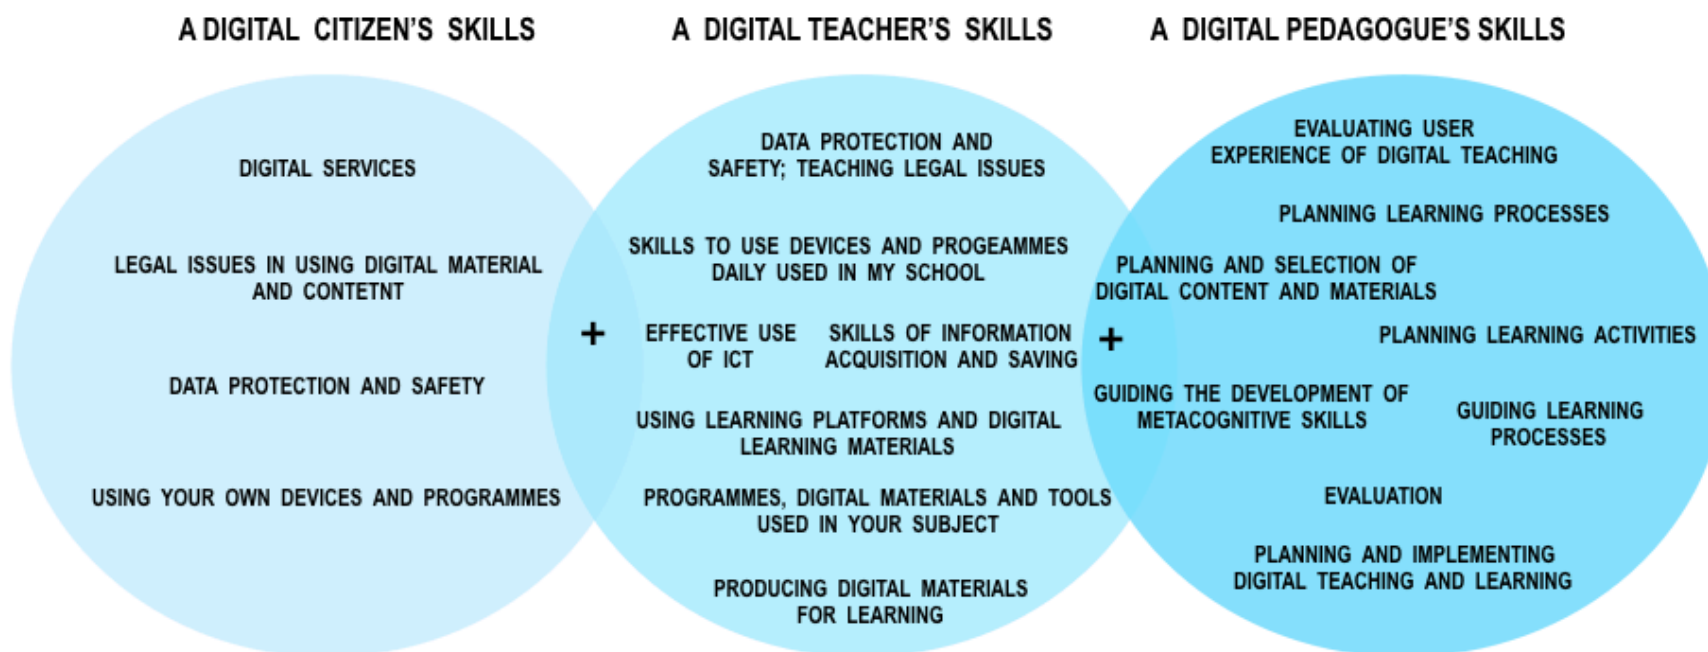 A DIGITAL CITIZEN'S SKILLS
DIGITAL SERVICES
LEGAL ISSUES IN USING DIGITAL MATERIAL
AND CONTETNT
DATA PROTECTION AND SAFETY
USING YOUR OWN DEVICES AND PROGRAMMES
+
A DIGITAL TEACHER'S SKILLS
DATA PROTECTION AND
SAFETY; TEACHING LEGAL ISSUES
SKILLS TO USE DEVICES AND PROGEAMMES
DAILY USED IN MY SCHOOL
EFFECTIVE USE
OF ICT
SKILLS OF INFORMATION
ACQUISITION AND SAVING
USING LEARNING PLATFORMS AND DIGITAL
LEARNING MATERIALS
PROGRAMMES, DIGITAL MATERIALS AND TOOLS
USED IN YOUR SUBJECT
PRODUCING DIGITAL MATERIALS
FOR LEARNING
+
A DIGITAL PEDAGOGUE'S SKILLS
EVALUATING USER
EXPERIENCE OF DIGITAL TEACHING
PLANNING LEARNING PROCESSES
PLANNING AND SELECTION OF
DIGITAL CONTENT AND MATERIALS
PLANNING LEARNING ACTIVITIES
GUIDING THE DEVELOPMENT OF
METACOGNITIVE SKILLS
GUIDING LEARNING
PROCESSES
EVALUATION
PLANNING AND IMPLEMENTING
DIGITAL TEACHING AND LEARNING